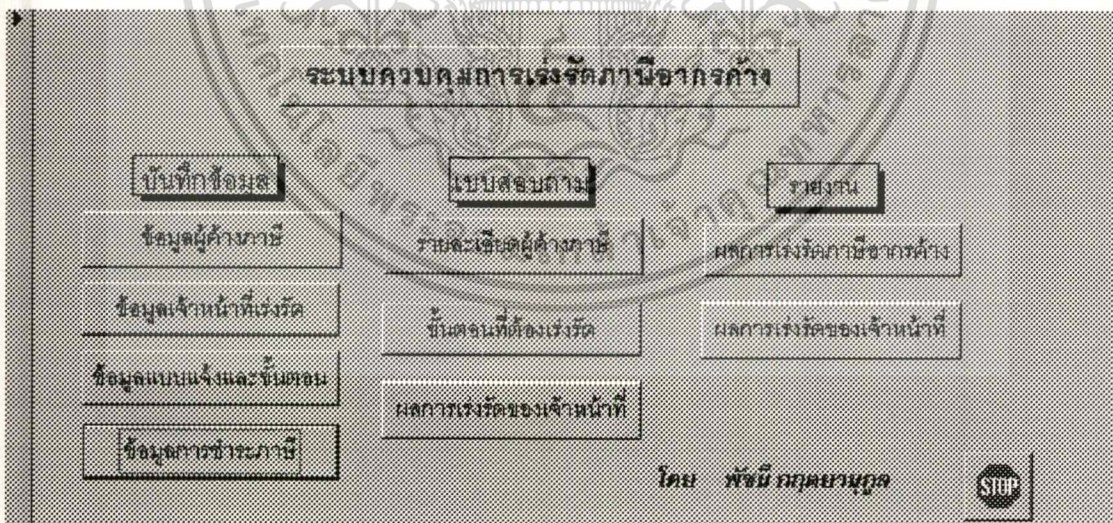 ระบบควบคุมการเร่งรัดภาษีอากรค้าง
บันทึกข้อมูล
ข้อมูลผู้ค้างภาษี
ข้อมูลเจ้าหน้าที่เร่งรัด
ข้อมูลแบบแจ้งและขั้นตอน
ข้อมูลการชำระภาษี
แบบสอบถาม
รายละเอียดผู้ค้างภาษี
ขั้นตอนที่ต้องเร่งรัด
ผลการเร่งรัดของเจ้าหน้าที่
รายงาน
ผลการเร่งรัดภาษีอากรค้าง
ผลการเร่งรัดของเจ้าหน้าที่
โดย พัชนี
STOP